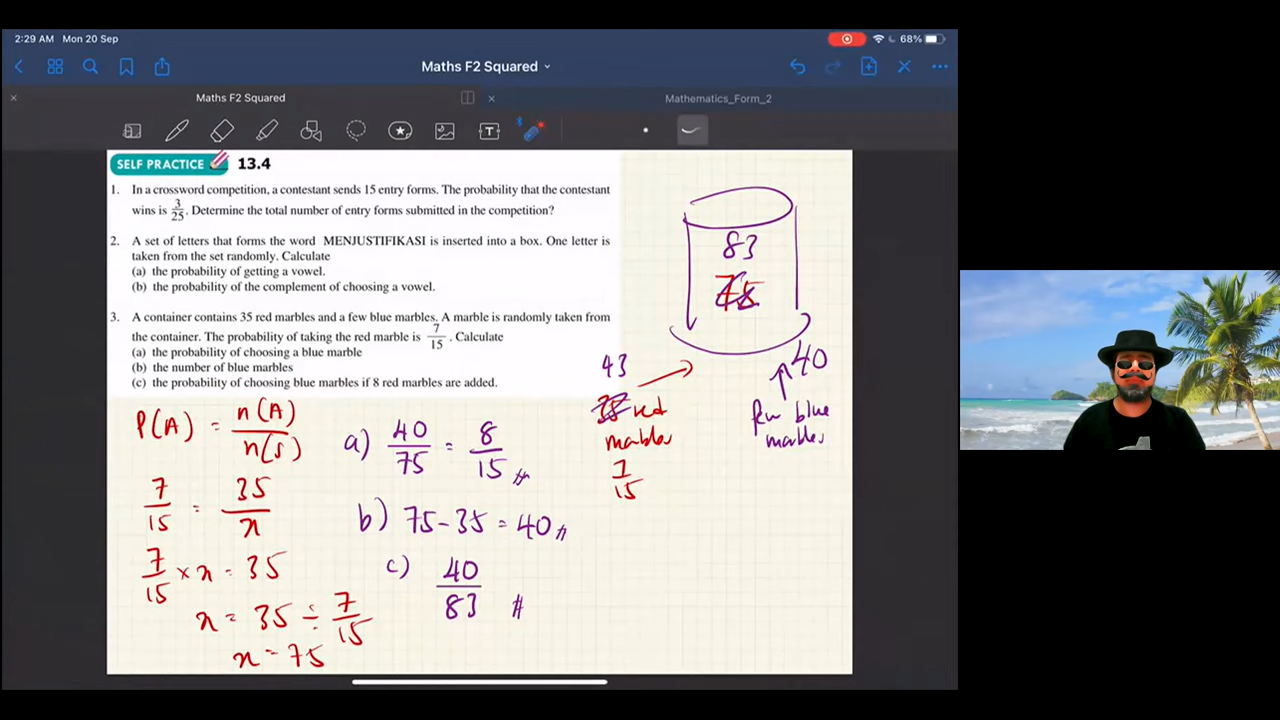 2:29 AM Mon 20 Sep
68%
Maths F2 Squared
Maths F2 Squared
Mathematics_Form_2
SELF PRACTICE 13.4
1. In a crossword competition, a contestant sends 15 entry forms. The probability that the contestant
wins is 3/25. Determine the total number of entry forms submitted in the competition?
2. A set of letters that forms the word MENJUSTIFIKASI is inserted into a box. One letter is
taken from the set randomly. Calculate
(a) the probability of getting a vowel.
(b) the probability of the complement of choosing a vowel.
3. A container contains 35 red marbles and a few blue marbles. A marble is randomly taken from
the container. The probability of taking the red marble is 7/15. Calculate
(a) the probability of choosing a blue marble
(b) the number of blue marbles
(c) the probability of choosing blue marbles if 8 red marbles are added.
P(A) = n(A)/n(S)
7/15 = 35/x
7/15 × x = 35
x = 35 ÷ 7/15
x = 75
a) 40/75 = 8/15
b) 75 - 35 = 40
c) 40/83
83
43
red
marbles
7/15
40
few blue
marbles